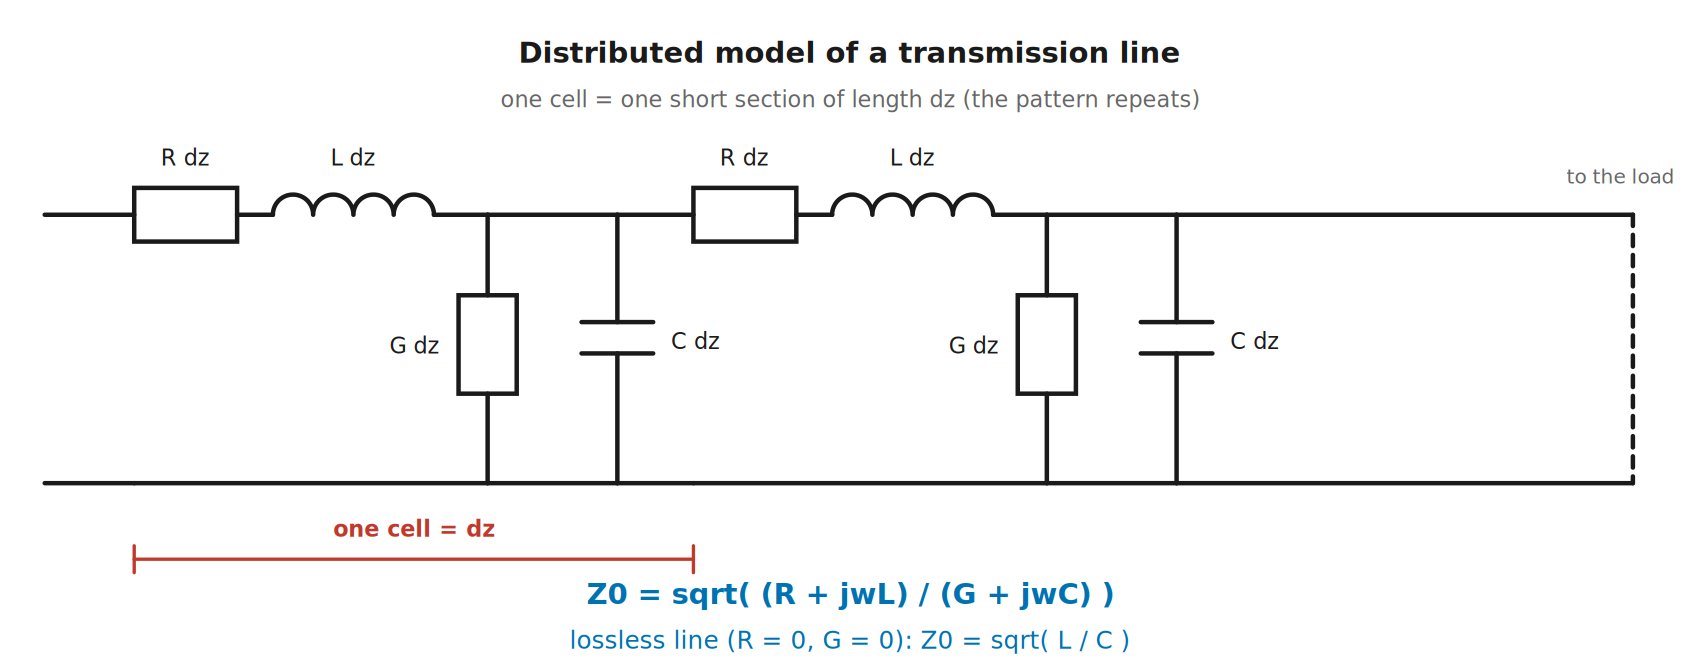 Distributed model of a transmission line
one cell = one short section of length dz (the pattern repeats)
R dz
L dz
R dz
L dz
to the load
G dz
C dz
G dz
C dz
one cell = dz
Z0 = sqrt( (R + jwL) / (G + jwC) )
lossless line (R = 0, G = 0): Z0 = sqrt( L / C )